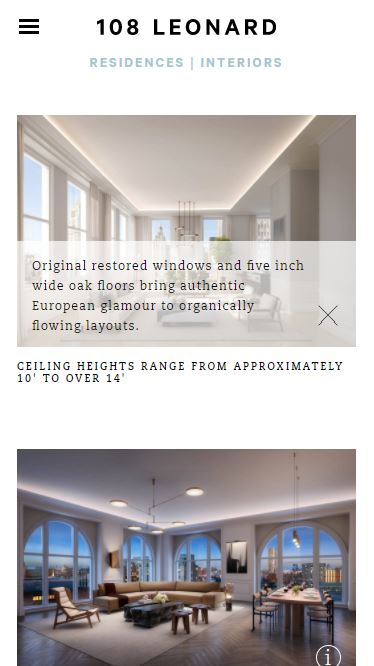 108 LEONARD
RESIDENCES | INTERIORS
Original restored windows and five inch
wide oak floors bring authentic
European glamour to organically
flowing layouts.
CEILING HEIGHTS RANGE FROM APPROXIMATELY
10' TO OVER 14'
i